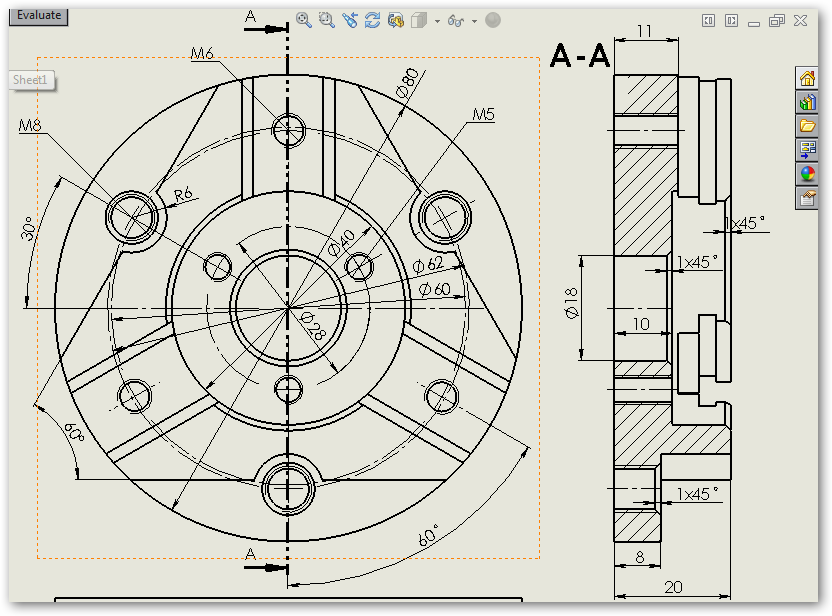 Evaluate
A
A-A
11
M6
Ø80
Sheet1
M5
M8
R6
30°
1x45°
Ø40
Ø62
1x45°
Ø60
Ø18
Ø28
10
60°
1x45°
60°
A
8
20